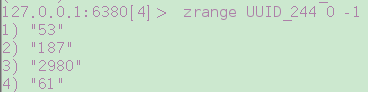 127.0.0.1:6380[4]> zrange UUID_244 0 -1
1) "53"
2) "187"
3) "2980"
4) "61"